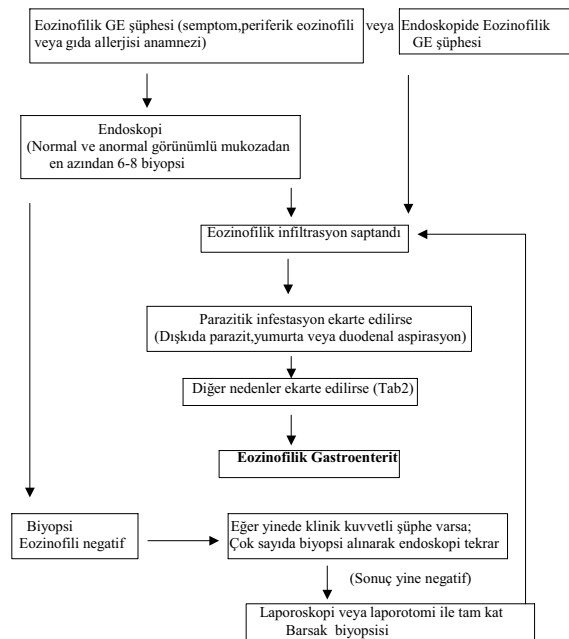 Eozinofilik GE şüphesi (semptom,periferik eozinofili
veya gıda allerjisi anamnezi)
veya
Endoskopide Eozinofilik
GE şüphesi
Endoskopi
(Normal ve anormal görünümlü mukozadan
en azından 6-8 biyopsi
Eozinofilik infiltrasyon saptandı
Parazitik infestasyon ekarte edilirse
(Dışkıda parazit,yumurta veya duodenal aspirasyon)
Diğer nedenler ekarte edilirse (Tab2)
Eozinofilik Gastroenterit
Biyopsi
Eozinofili negatif
Eğer yinede klinik kuvvetli şüphe varsa;
Çok sayıda biyopsi alınarak endoskopi tekrar
(Sonuç yine negatif)
Laporoskopi veya laporotomi ile tam kat
Barsak biyopsisi